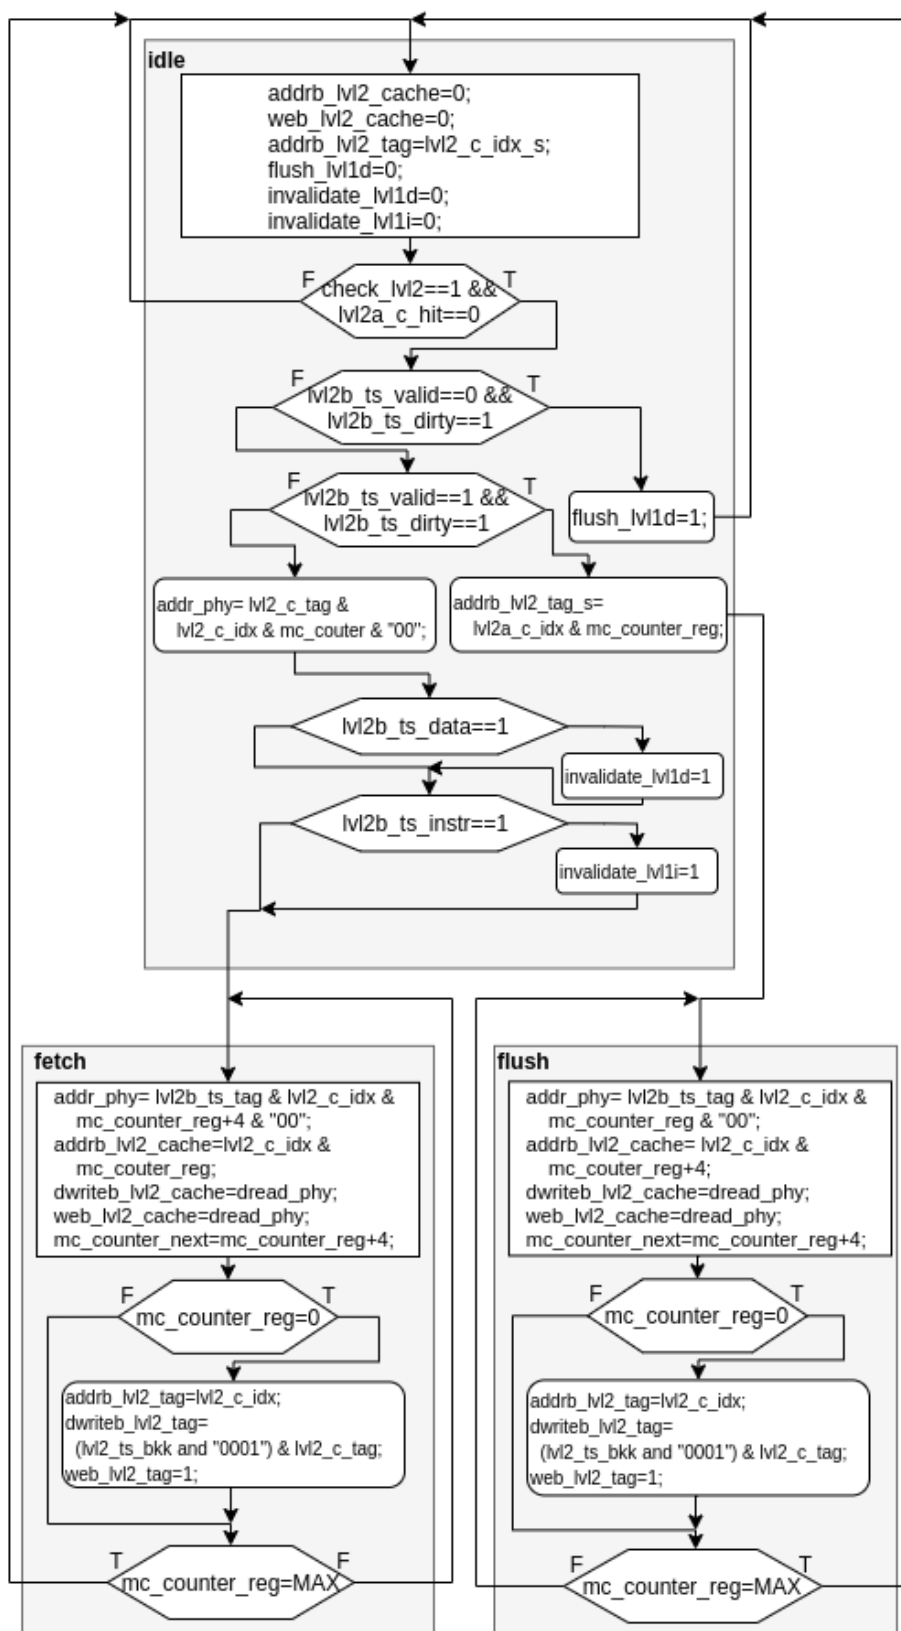 idle
addrb_lvl2_cache=0;
web_lvl2_cache=0;
addrb_lvl2_tag=lvl2_c_idx_s;
flush_lvl1d=0;
invalidate_lvl1d=0;
invalidate_lvl1i=0;
F
T
check_lvl2==1 &&
lvl2a_c_hit==0
F
T
lvl2b_ts_valid==0 &&
lvl2b_ts_dirty==1
F
T
lvl2b_ts_valid==1 &&
lvl2b_ts_dirty==1
flush_lvl1d=1;
addr_phy= lvl2_c_tag &
lvl2_c_idx & mc_couter & "00";
addrb_lvl2_tag_s=
lvl2a_c_idx & mc_counter_reg;
lvl2b_ts_data==1
invalidate_lvl1d=1
lvl2b_ts_instr==1
invalidate_lvl1i=1
fetch
addr_phy= lvl2b_ts_tag & lvl2_c_idx &
mc_counter_reg+4 & "00";
addrb_lvl2_cache=lvl2_c_idx &
mc_couter_reg;
dwriteb_lvl2_cache=dread_phy;
web_lvl2_cache=dread_phy;
mc_counter_next=mc_counter_reg+4;
F
T
mc_counter_reg=0
addrb_lvl2_tag=lvl2_c_idx;
dwriteb_lvl2_tag=
(lvl2_ts_bkk and "0001") & lvl2_c_tag;
web_lvl2_tag=1;
T
F
mc_counter_reg=MAX
flush
addr_phy= lvl2b_ts_tag & lvl2_c_idx &
mc_counter_reg & "00";
addrb_lvl2_cache= lvl2_c_idx &
mc_couter_reg+4;
dwriteb_lvl2_cache=dread_phy;
web_lvl2_cache=dread_phy;
mc_counter_next=mc_counter_reg+4;
F
T
mc_counter_reg=0
addrb_lvl2_tag=lvl2_c_idx;
dwriteb_lvl2_tag=
(lvl2_ts_bkk and "0001") & lvl2_c_tag;
web_lvl2_tag=1;
F
T
mc_counter_reg=MAX